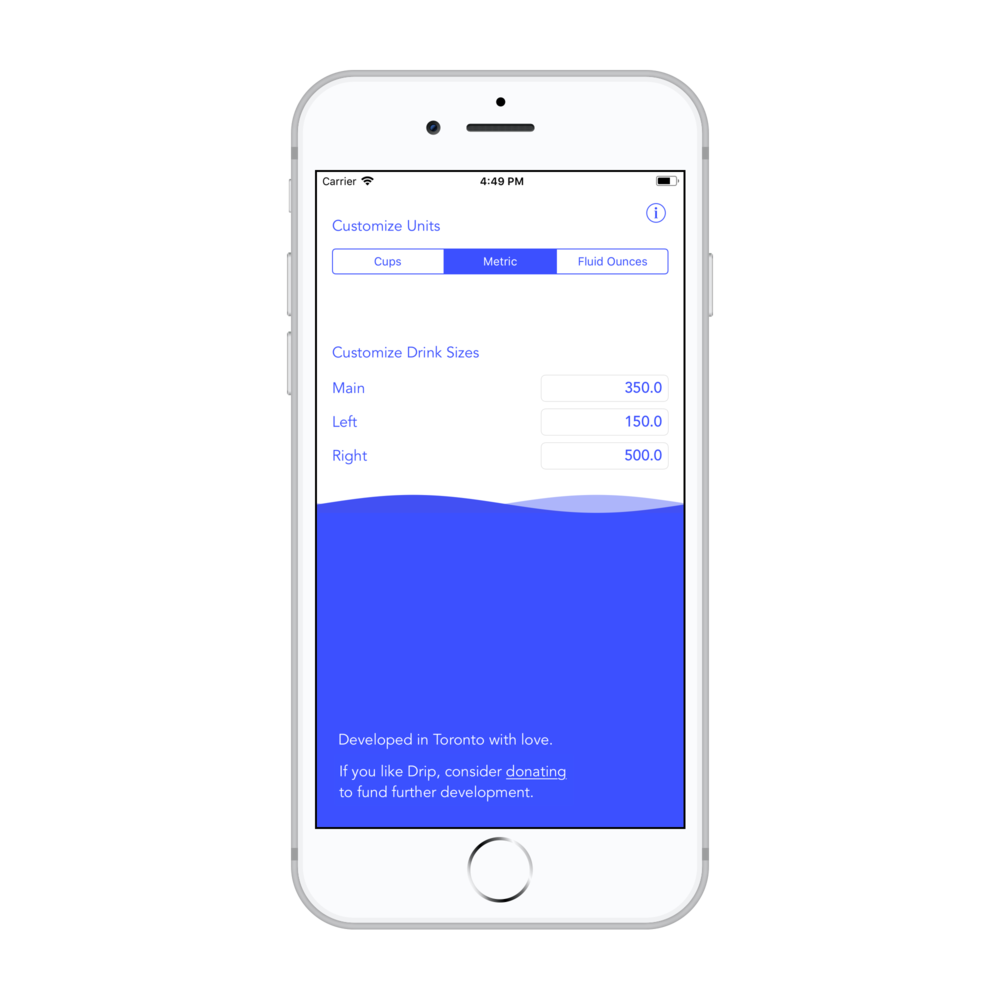 Carrier 4:49 PM
Customize Units
Cups Metric Fluid Ounces
Customize Drink Sizes
Main 350.0
Left 150.0
Right 500.0
Developed in Toronto with love.
If you like Drip, consider donating
to fund further development.